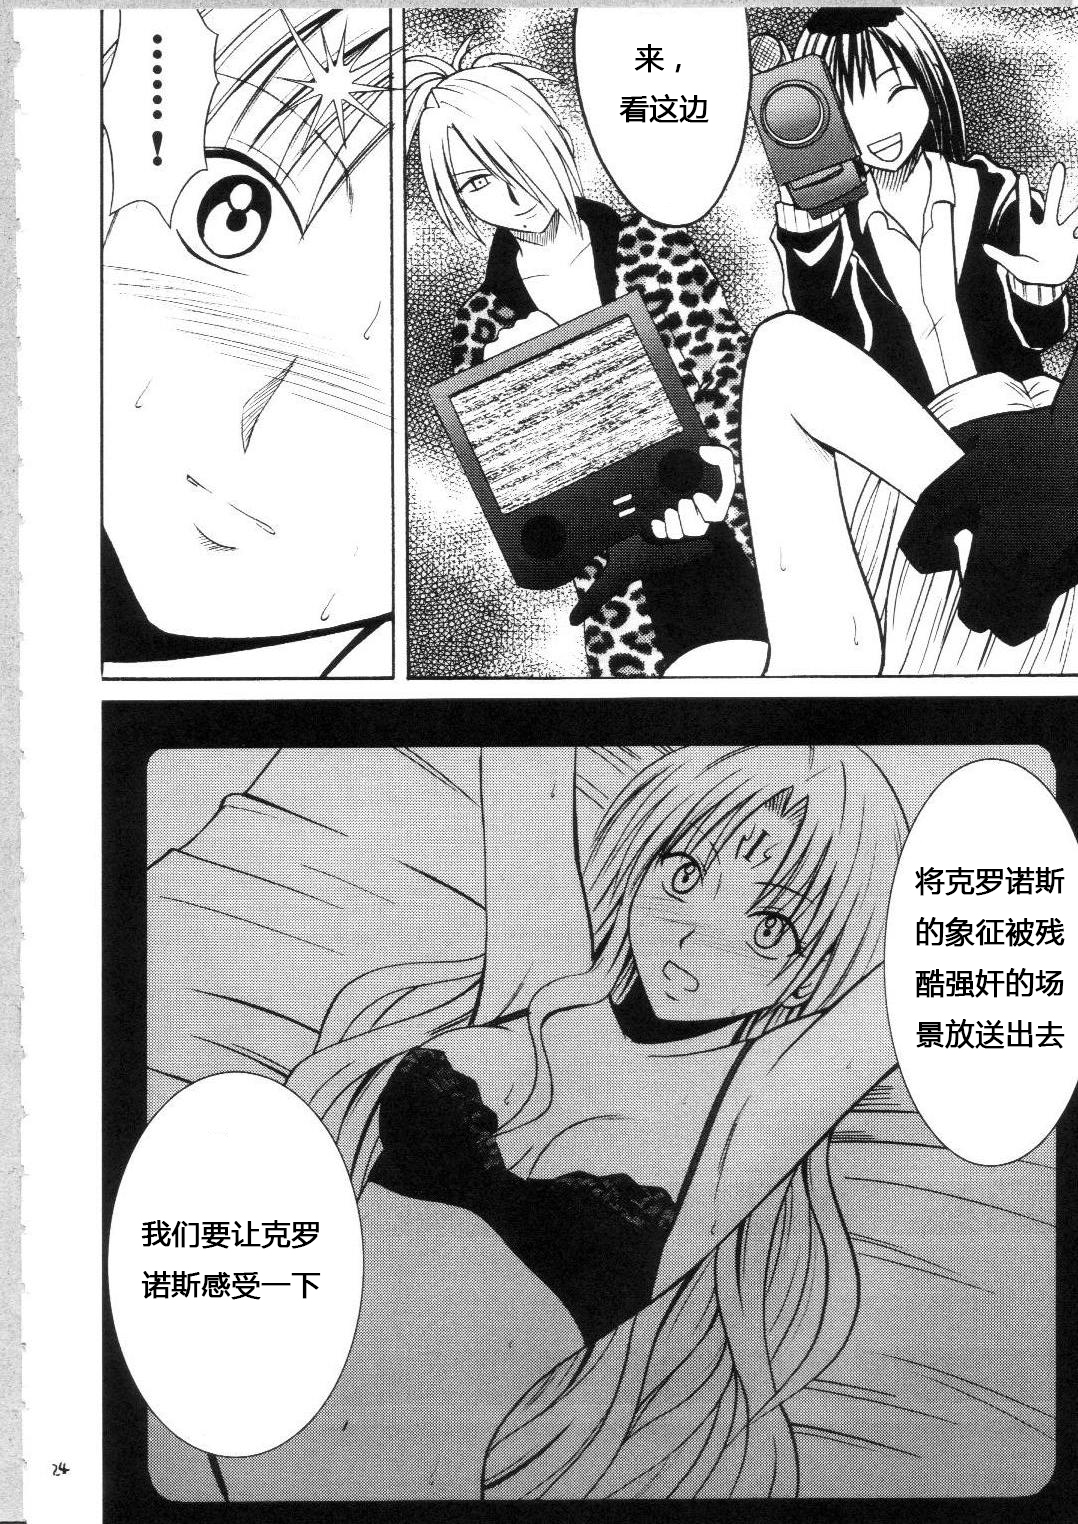 来，
看这边
……！
将克罗诺斯
的象征被残
酷强奸的场
景放送出去
I
我们要让克罗
诺斯感受一下
24